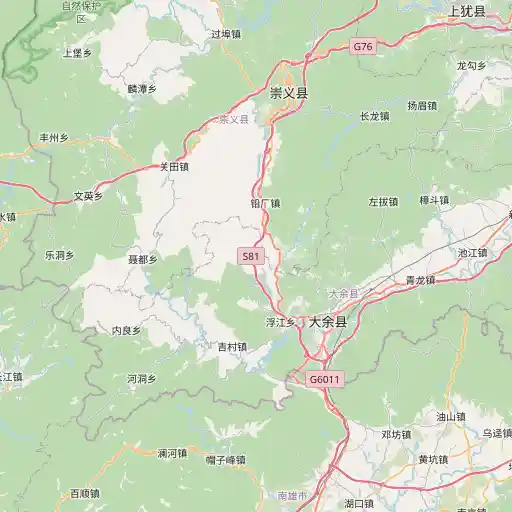 自然保护
区
上堡乡
过埠镇
上犹县
G76
龙勾乡
麟潭乡
崇义县
扬眉镇
长龙镇
崇义县
丰州乡
关田镇
文英乡
铅厂镇
左拔镇
樟斗镇
水镇
乐洞乡
聂都乡
S81
池江镇
青龙镇
大余县
浮江乡
大余县
内良乡
吉村镇
河洞乡
长江镇
G6011
油山镇
邓坊镇
乌迳镇
黄坑镇
澜河镇
帽子峰镇
百顺镇
南雄市
湖口镇